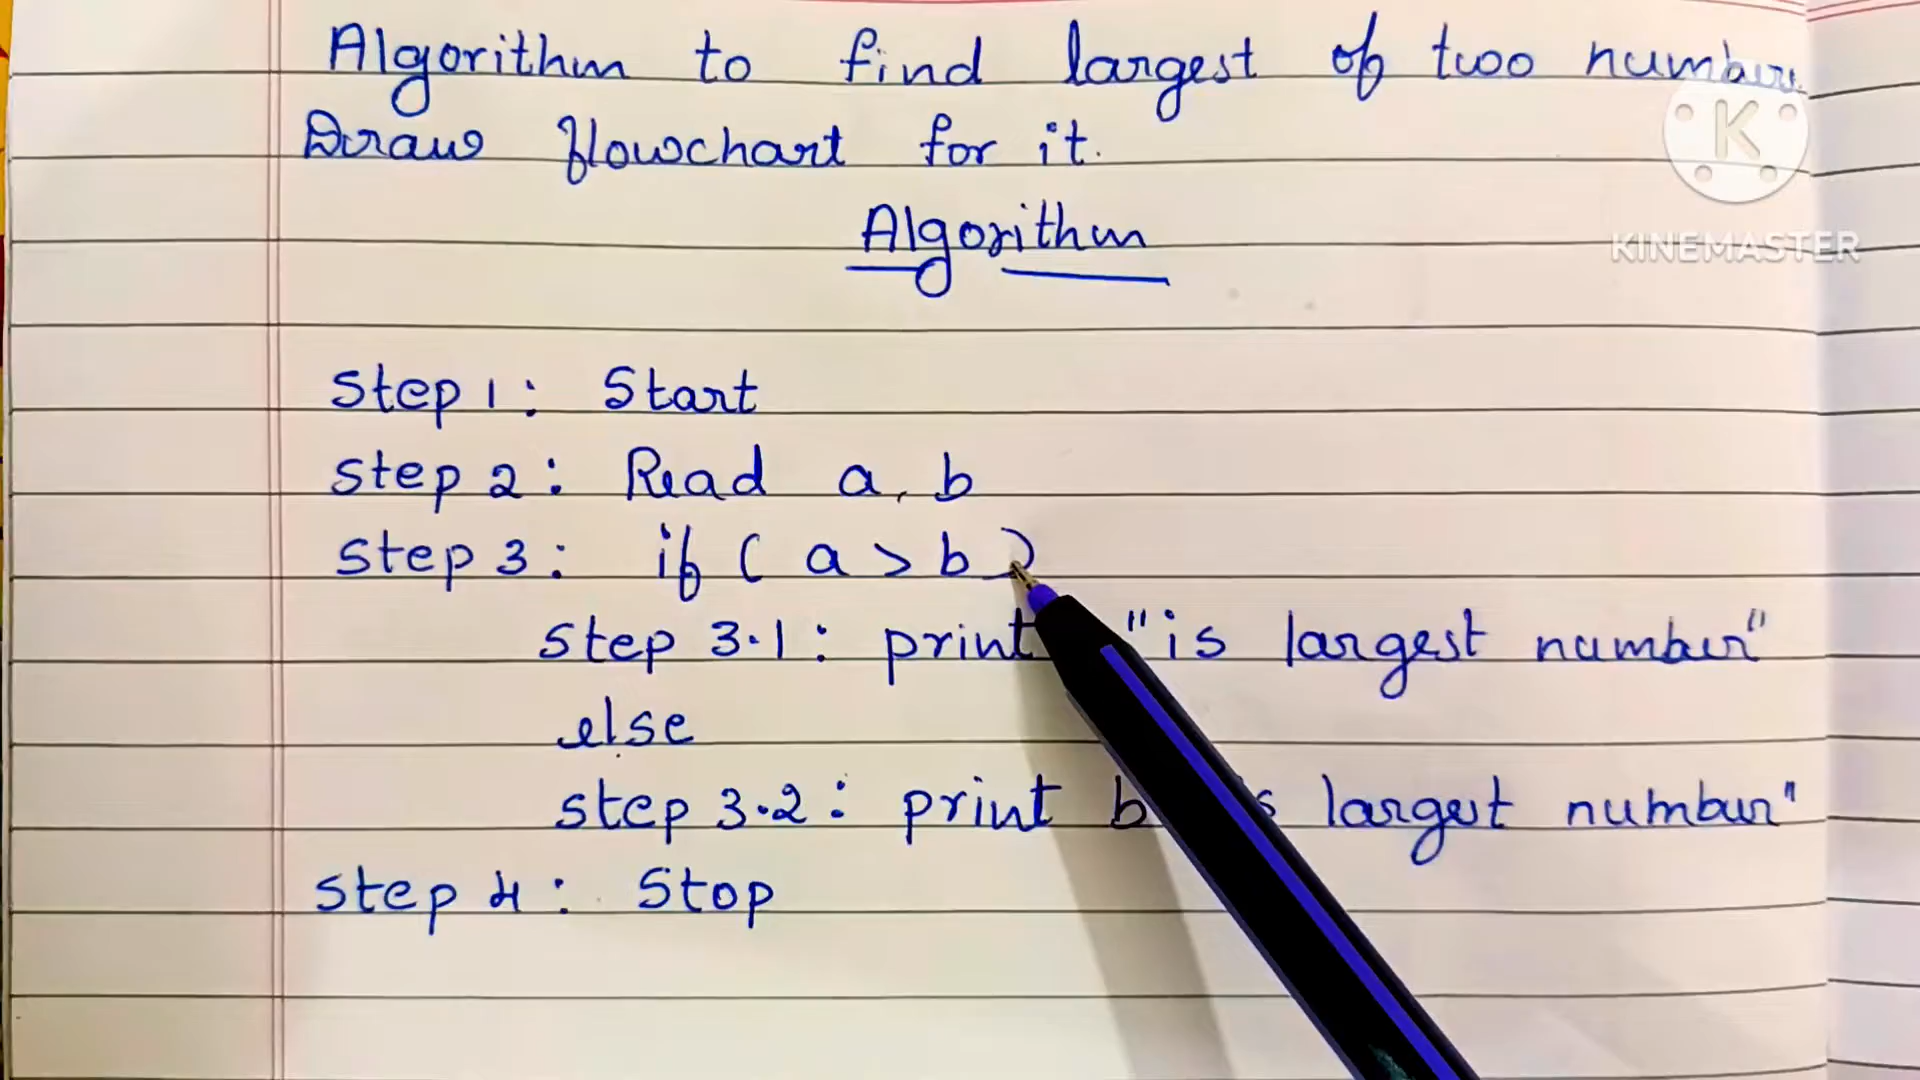 Algorithm to find largest of two number.
Draw flowchart for it.
Algorithm
Step 1: Start
Step 2: Read a, b
Step 3: if ( a > b )
Step 3.1: print "is largest number"
else
Step 3.2: print b largest number"
Step 4: Stop
K
KINEMASTER